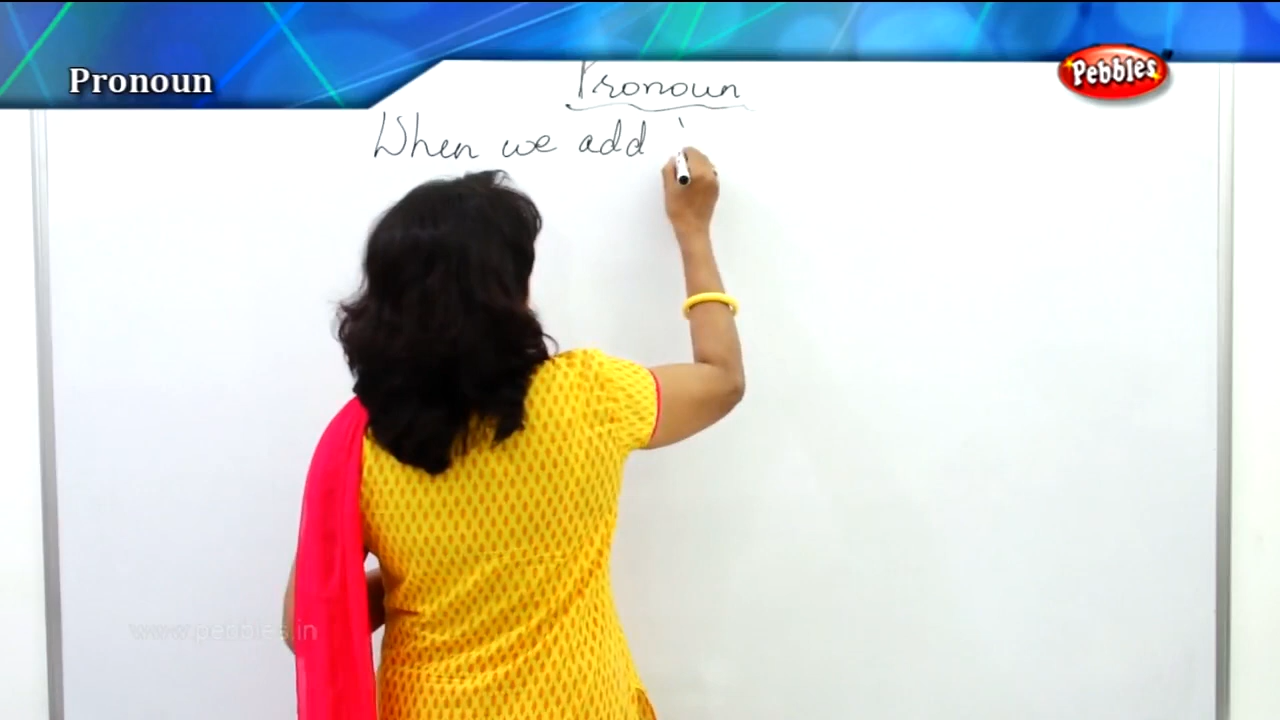 Pronoun
Pebbles
Pronoun
When we add '
www.pebbles.in